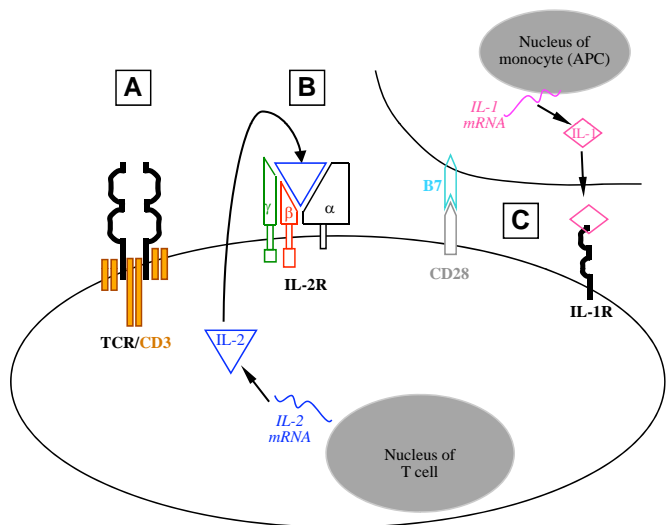 Nucleus of
monocyte (APC)
A
B
IL-1
mRNA
IL-1
B7
γ
β
α
C
CD28
IL-2R
IL-1R
TCR/CD3
IL-2
IL-2
mRNA
Nucleus of
T cell